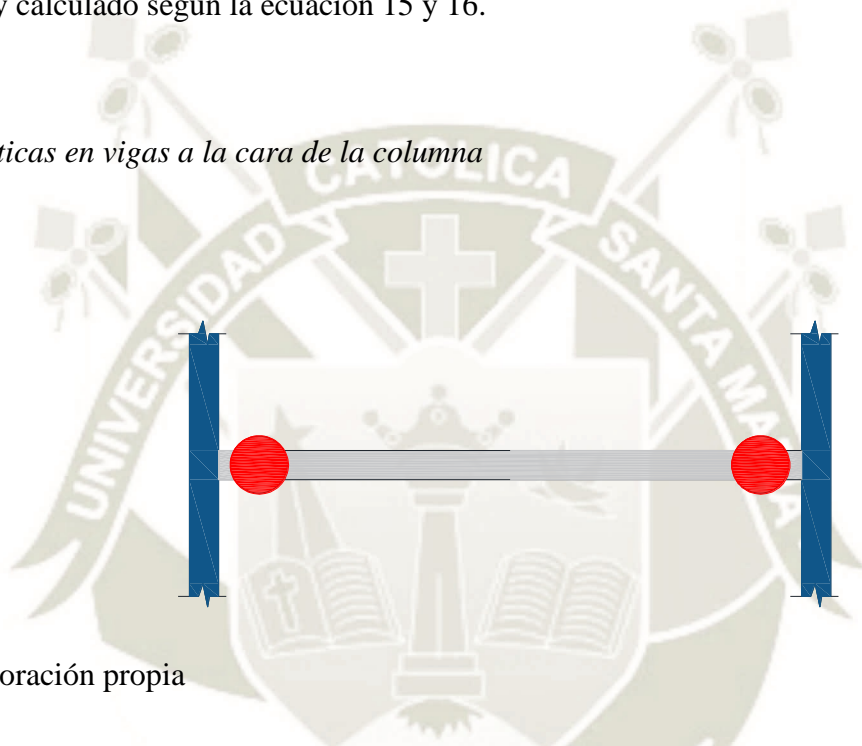 y calculado según la ecuación 15 y 16.
ticas en vigas a la cara de la columna
CATOLICA
UNIVERSIDAD
SANTA MARIA
oración propia